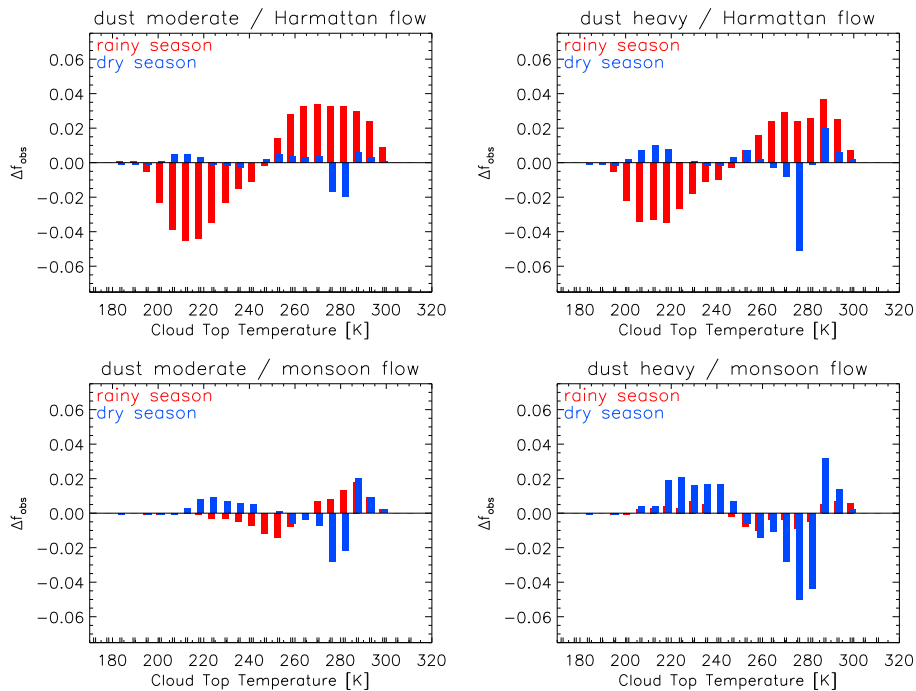 dust moderate / Harmattan flow
rainy season
dry season
0.06
0.04
0.02
0.00
−0.02
−0.04
−0.06
Δf_obs
180 200 220 240 260 280 300 320
Cloud Top Temperature [K]
dust heavy / Harmattan flow
rainy season
dry season
0.06
0.04
0.02
0.00
−0.02
−0.04
−0.06
Δf_obs
180 200 220 240 260 280 300 320
Cloud Top Temperature [K]
dust moderate / monsoon flow
rainy season
dry season
0.06
0.04
0.02
0.00
−0.02
−0.04
−0.06
Δf_obs
180 200 220 240 260 280 300 320
Cloud Top Temperature [K]
dust heavy / monsoon flow
rainy season
dry season
0.06
0.04
0.02
0.00
−0.02
−0.04
−0.06
Δf_obs
180 200 220 240 260 280 300 320
Cloud Top Temperature [K]